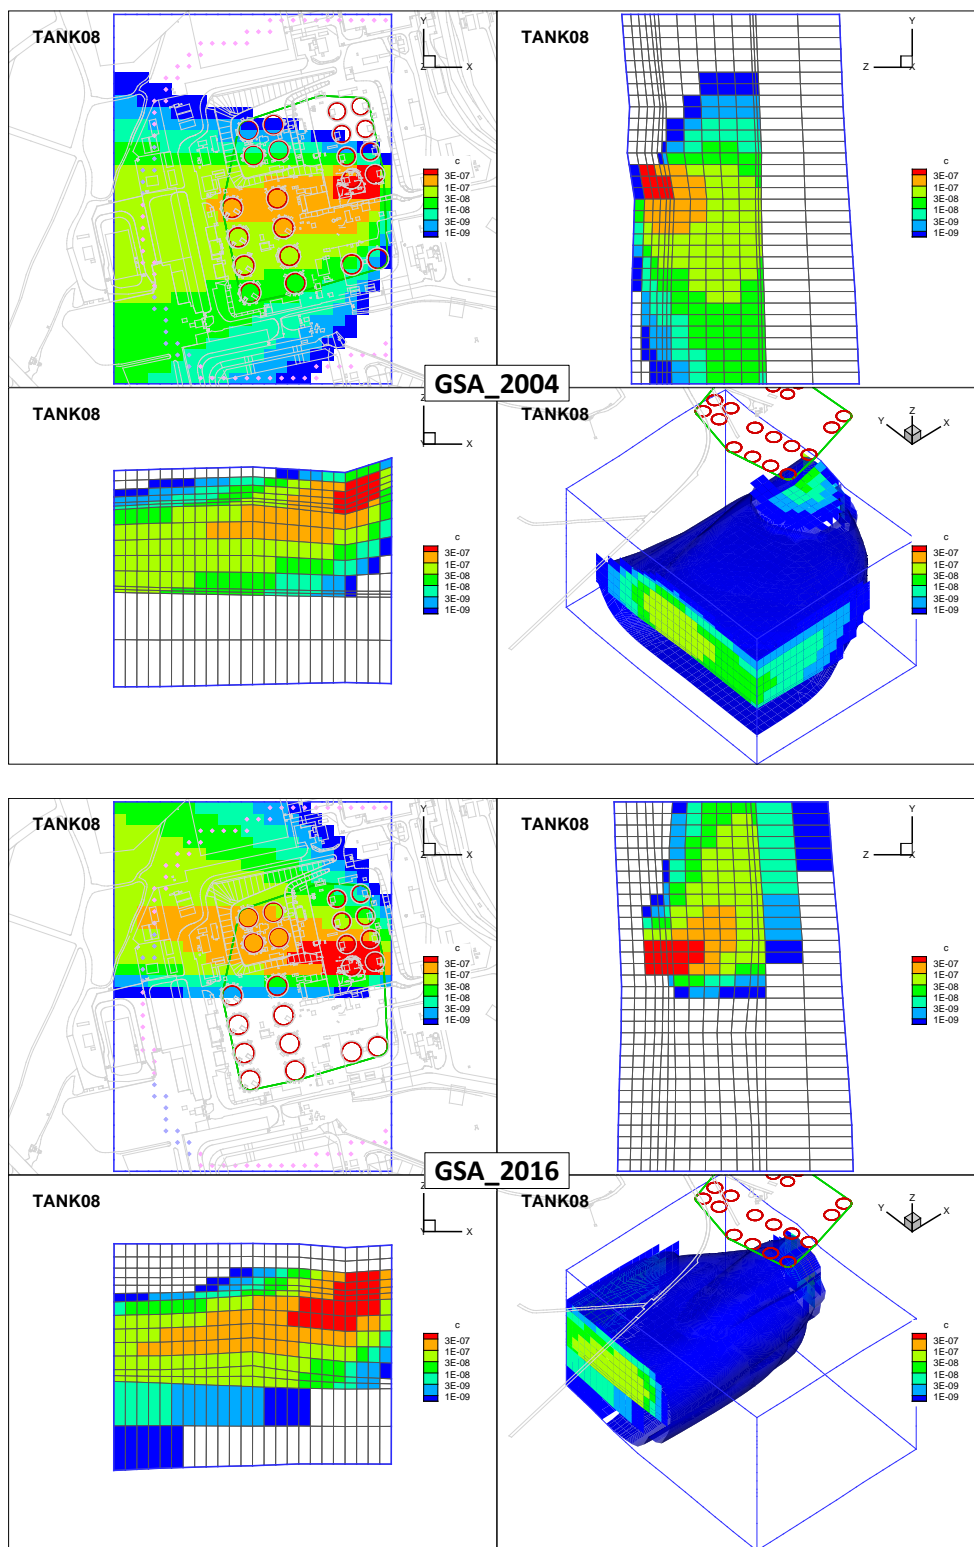 TANK08
Y
Z
X
c
3E-07
1E-07
3E-08
1E-08
3E-09
1E-09
TANK08
Y
Z
X
c
3E-07
1E-07
3E-08
1E-08
3E-09
1E-09
GSA_2004
TANK08
Z
X
c
3E-07
1E-07
3E-08
1E-08
3E-09
1E-09
TANK08
Z
Y
X
c
3E-07
1E-07
3E-08
1E-08
3E-09
1E-09
TANK08
Y
Z
X
c
3E-07
1E-07
3E-08
1E-08
3E-09
1E-09
TANK08
Y
Z
X
c
3E-07
1E-07
3E-08
1E-08
3E-09
1E-09
GSA_2016
TANK08
Z
X
c
3E-07
1E-07
3E-08
1E-08
3E-09
1E-09
TANK08
Z
Y
X
c
3E-07
1E-07
3E-08
1E-08
3E-09
1E-09